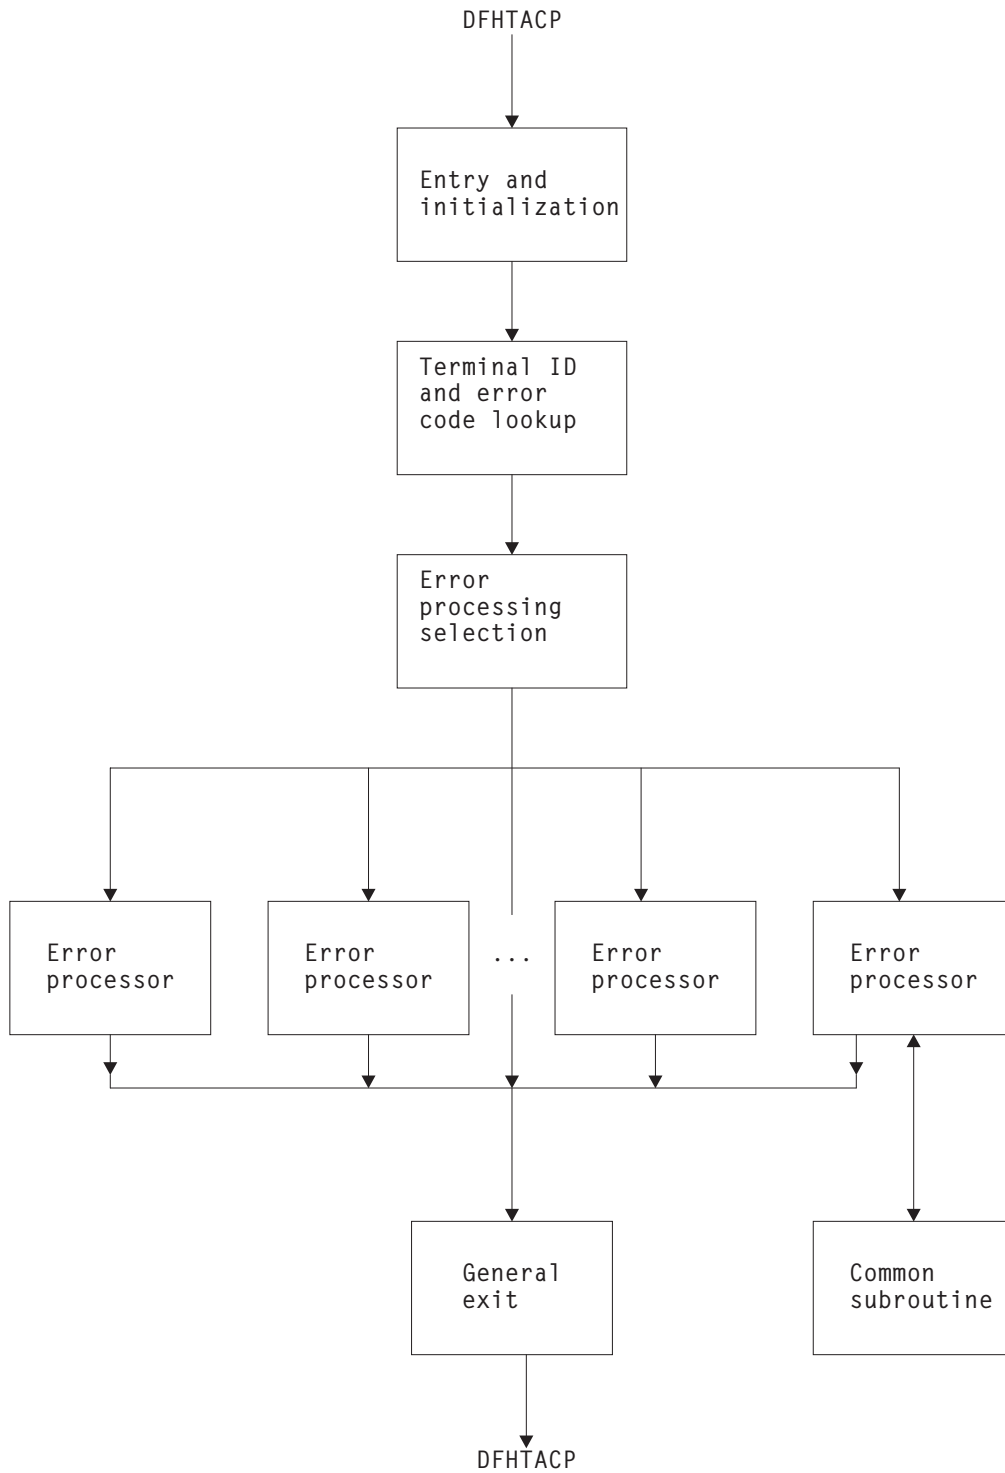 DFHTACP
Entry and
initialization
Terminal ID
and error
code lookup
Error
processing
selection
Error
processor
Error
processor
...
Error
processor
Error
processor
General
exit
Common
subroutine
DFHTACP